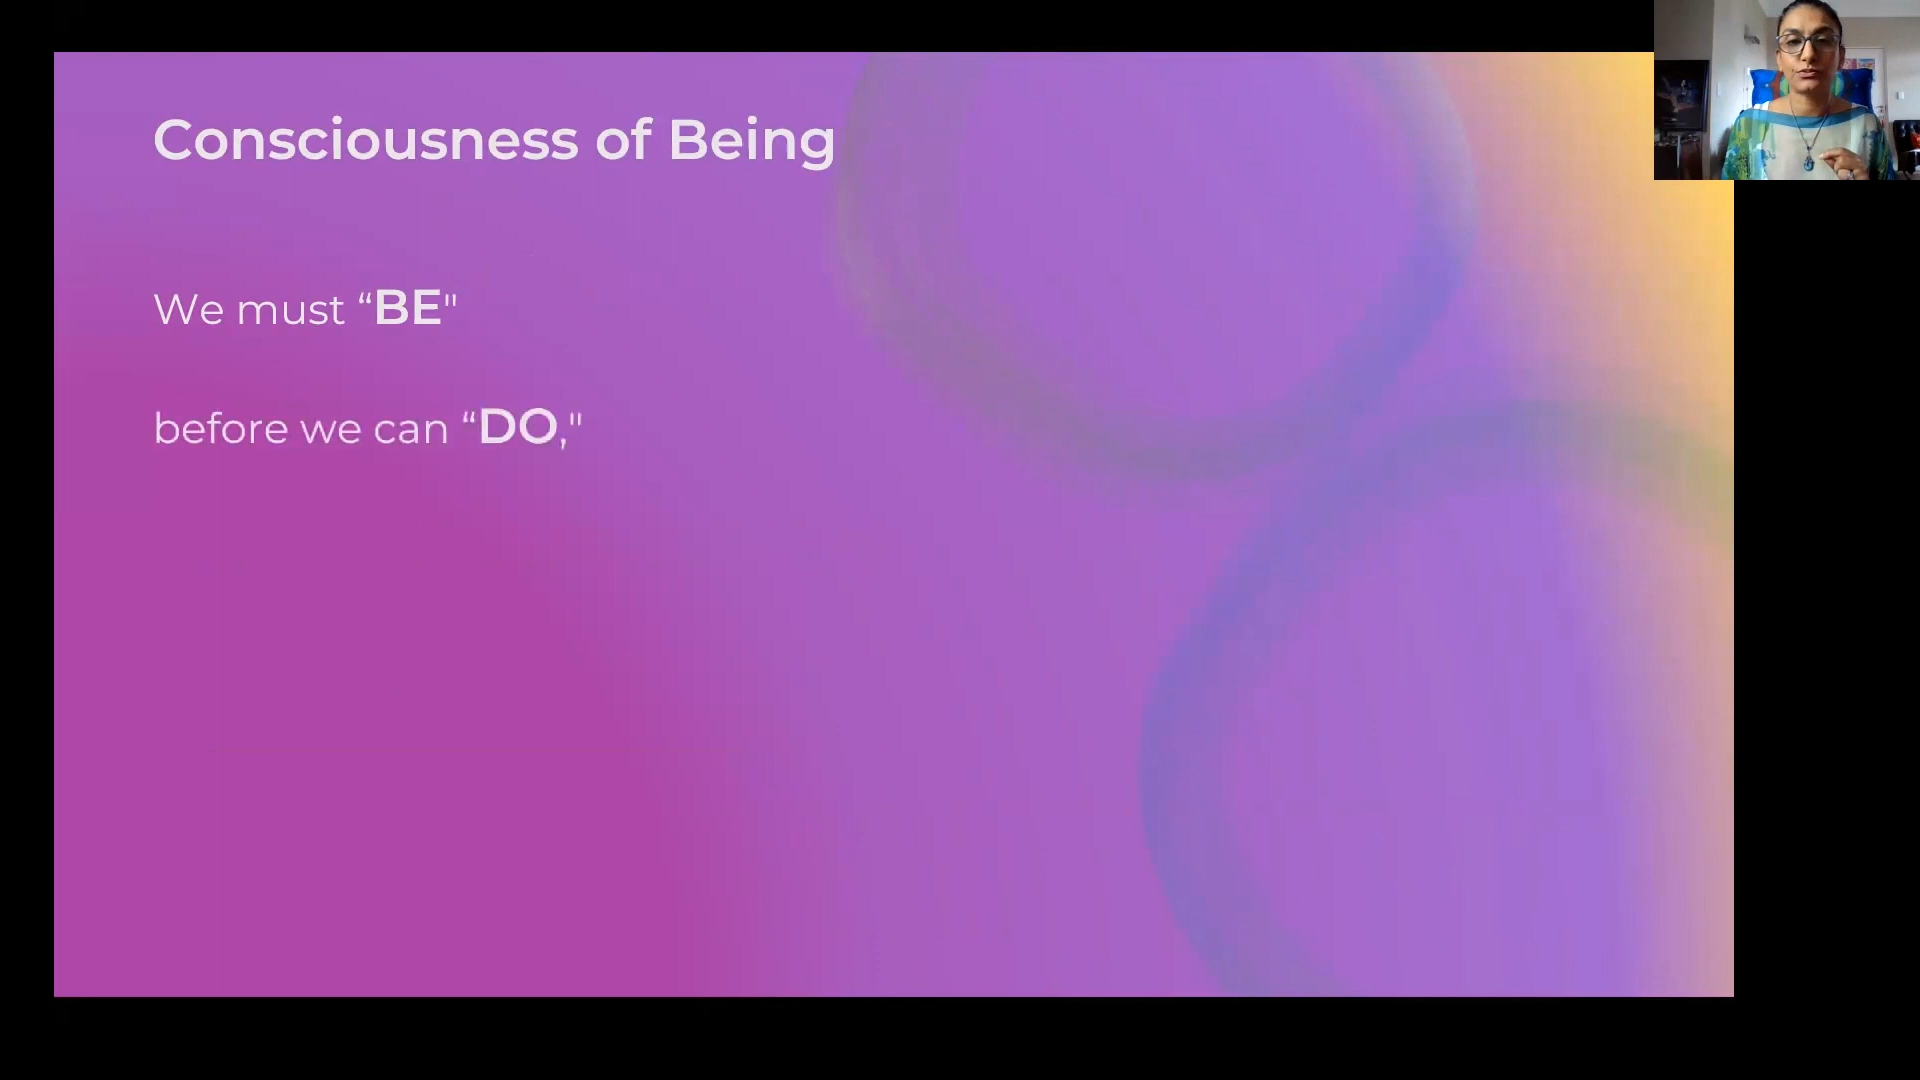 Consciousness of Being
We must “BE"
before we can “DO,"